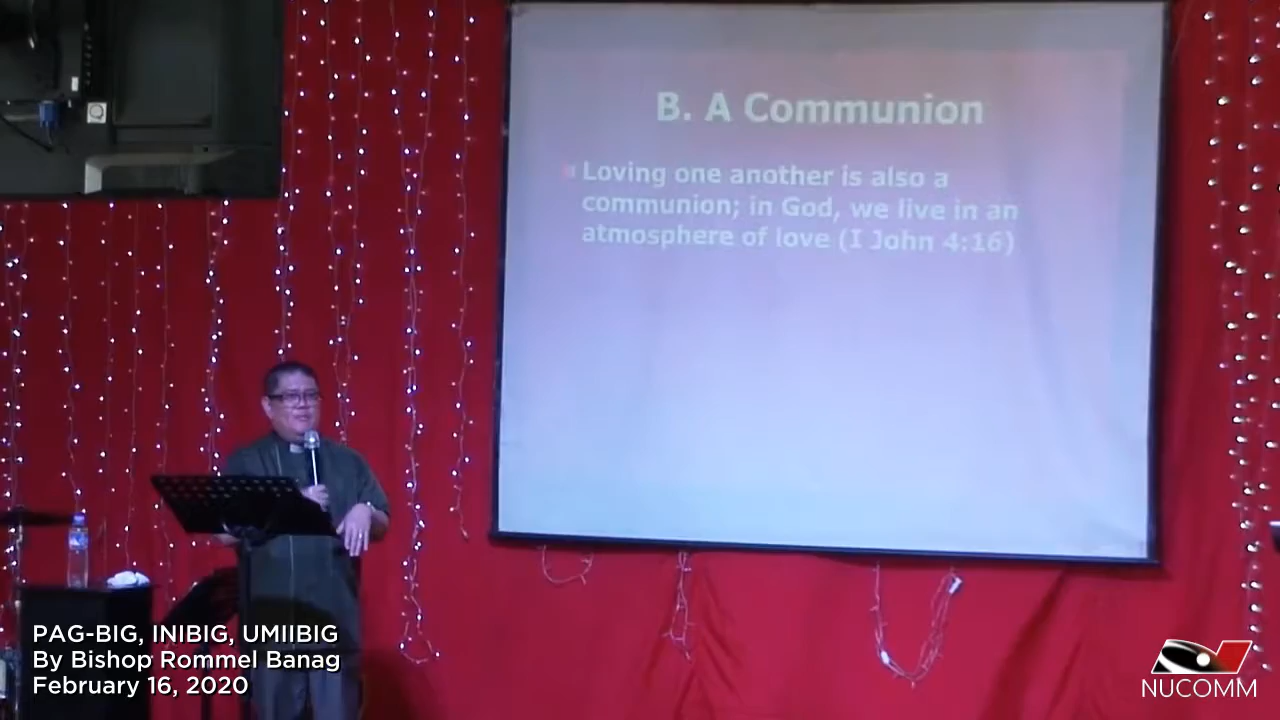 B. A Communion
Loving one another is also a
communion; in God, we live in an
atmosphere of love (I John 4:16)
PAG-BIG, INIBIG, UMIIBIG
By Bishop Rommel Banag
February 16, 2020
NUCOMM